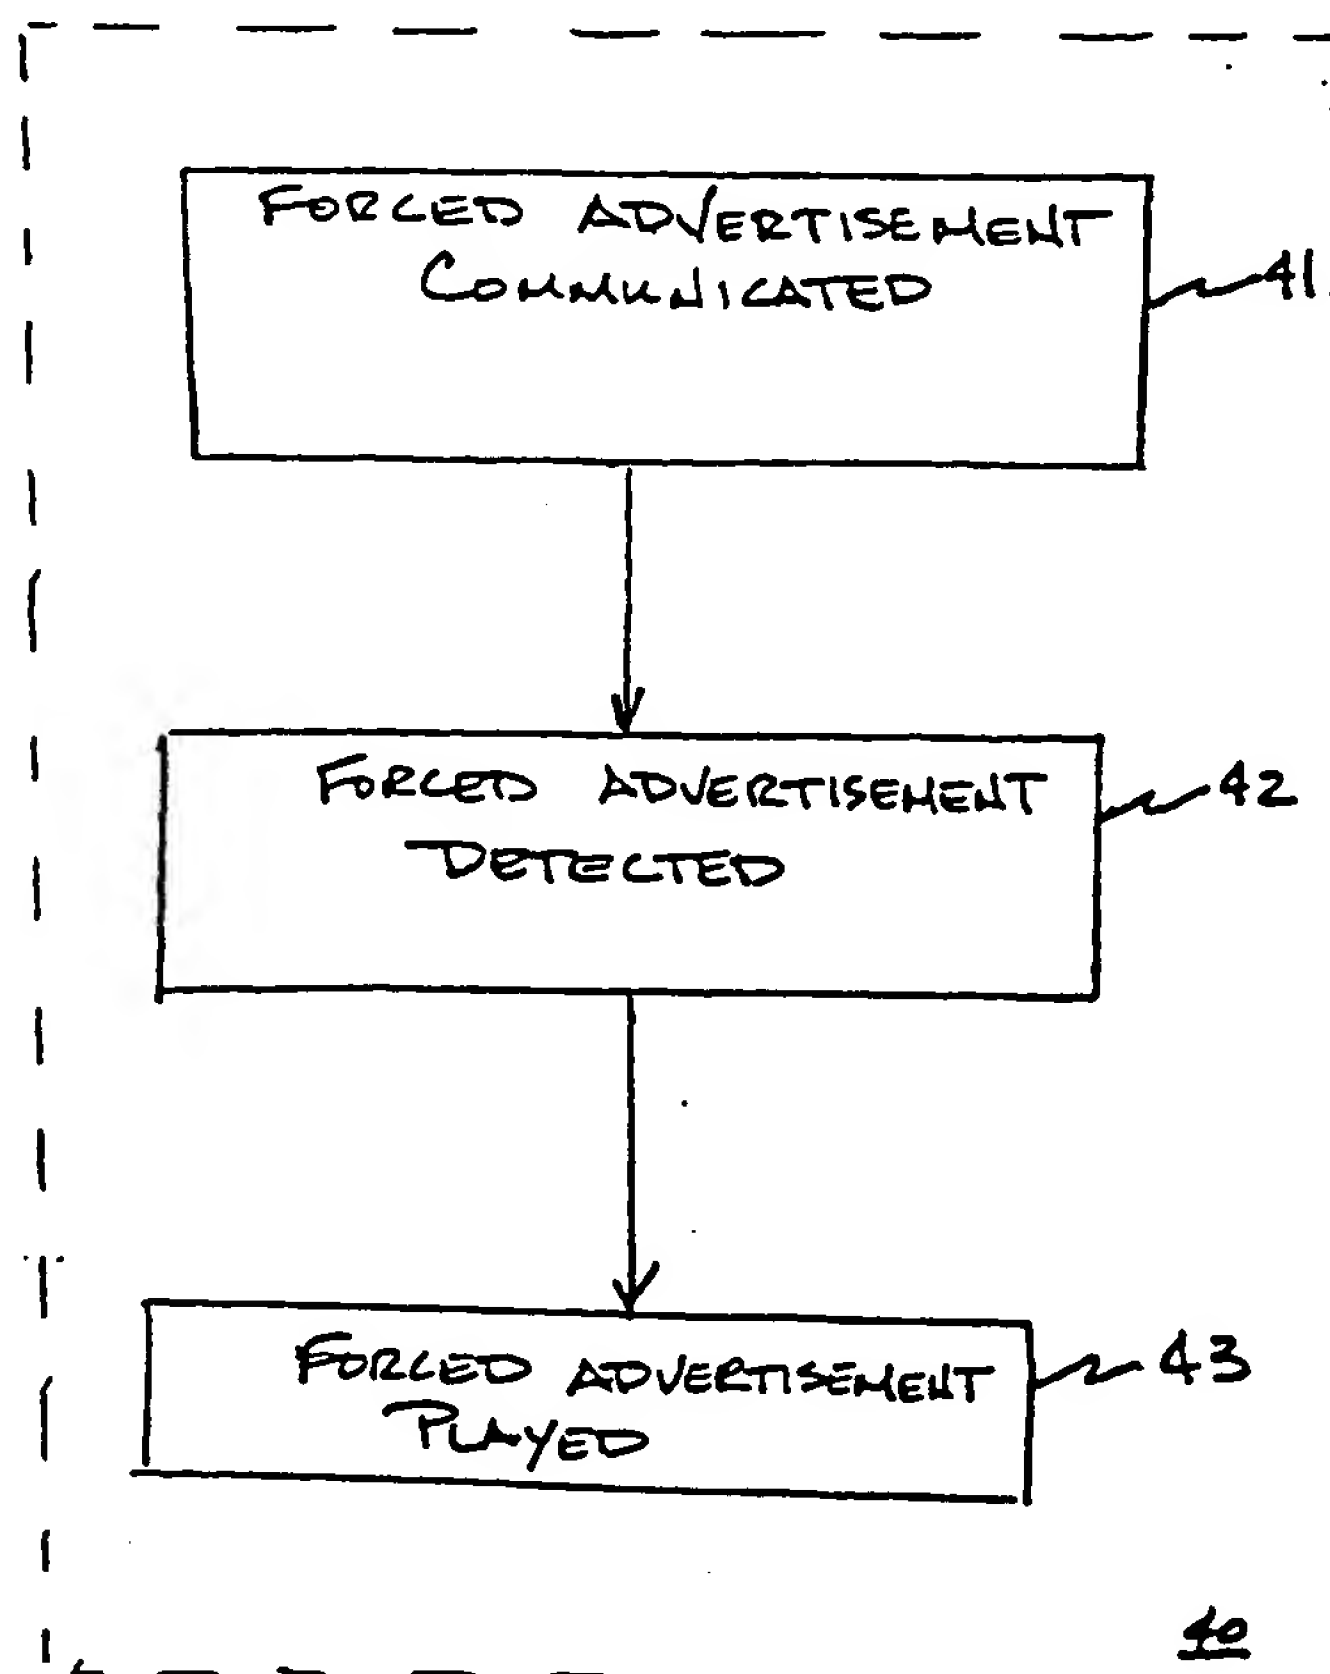 FORCED ADVERTISEMENT
COMMUNICATED
41
FORCED ADVERTISEMENT
DETECTED
42
FORCED ADVERTISEMENT
PLAYED
43
40